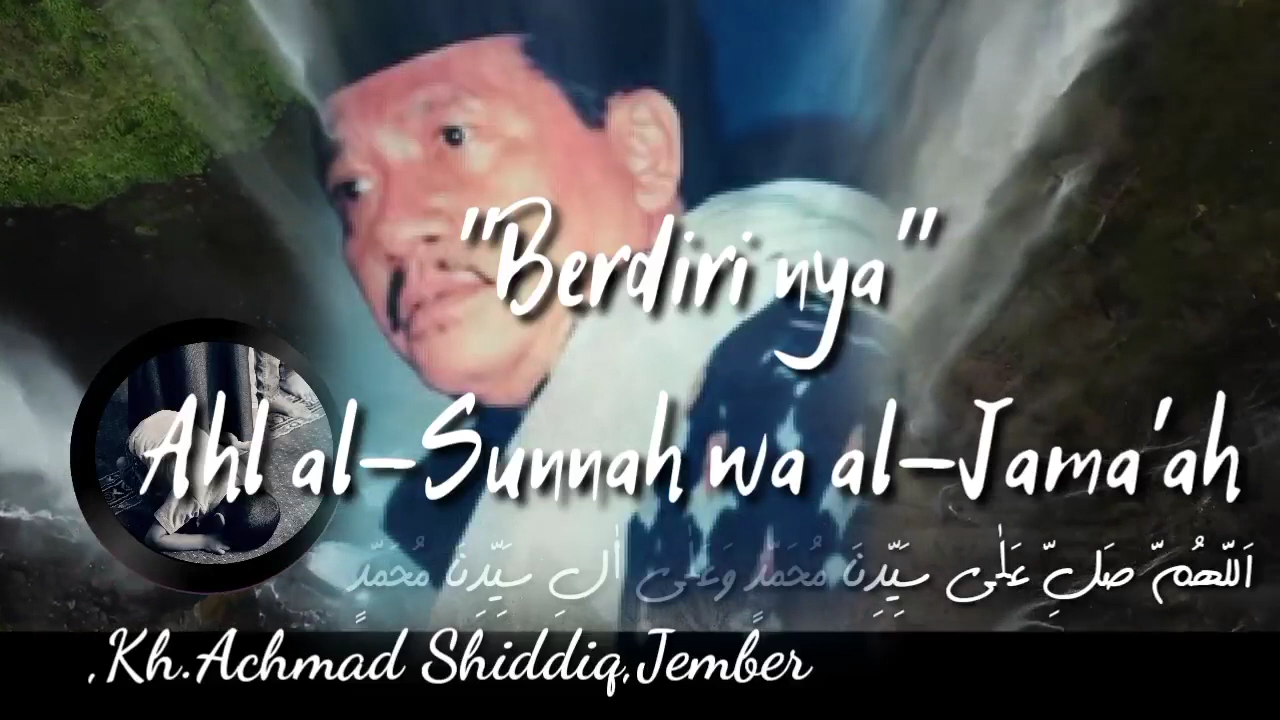 "Berdiri nya"
Ahl al-Sunnah wa al-Jama'ah
اَللّٰهُمَّ صَلِّ عَلٰى سَيِّدِنَا مُحَمَّدٍ وَعَلٰى اٰلِ سَيِّدِنَا مُحَمَّدٍ
,Kh.Achmad Shiddiq,Jember